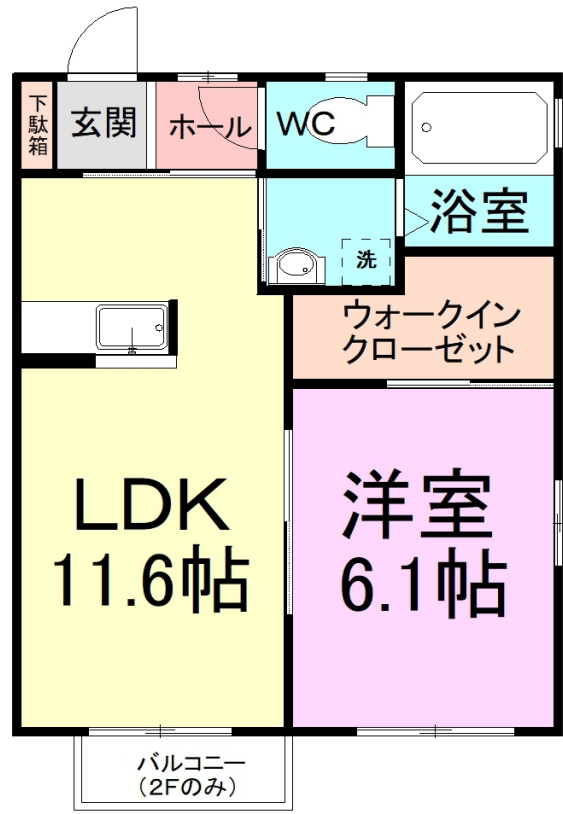 下駄箱
玄関
ホール
WC
浴室
洗
ウォークイン
クローゼット
LDK
11.6帖
洋室
6.1帖
バルコニー
(2Fのみ)